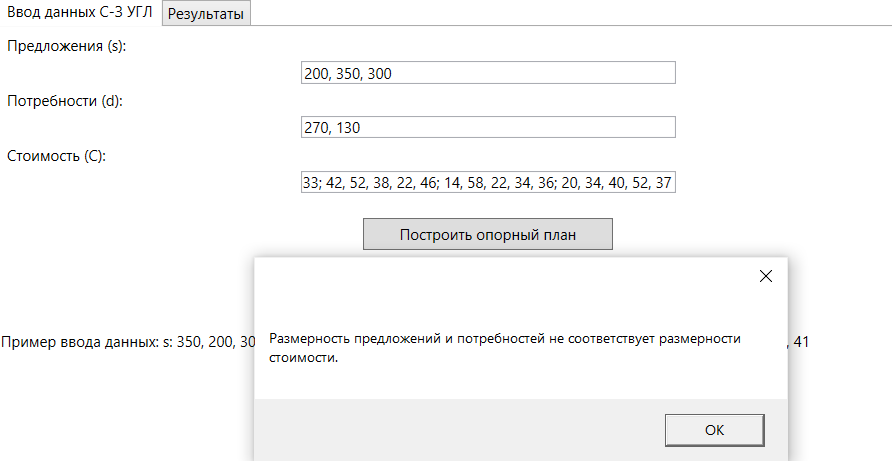 Ввод данных С-З УГЛ
Результаты
Предложения (s):
200, 350, 300
Потребности (d):
270, 130
Стоимость (C):
33; 42, 52, 38, 22, 46; 14, 58, 22, 34, 36; 20, 34, 40, 52, 37
Построить опорный план
Пример ввода данных: s: 350, 200, 30
, 41
Размерность предложений и потребностей не соответствует размерности
стоимости.
OK